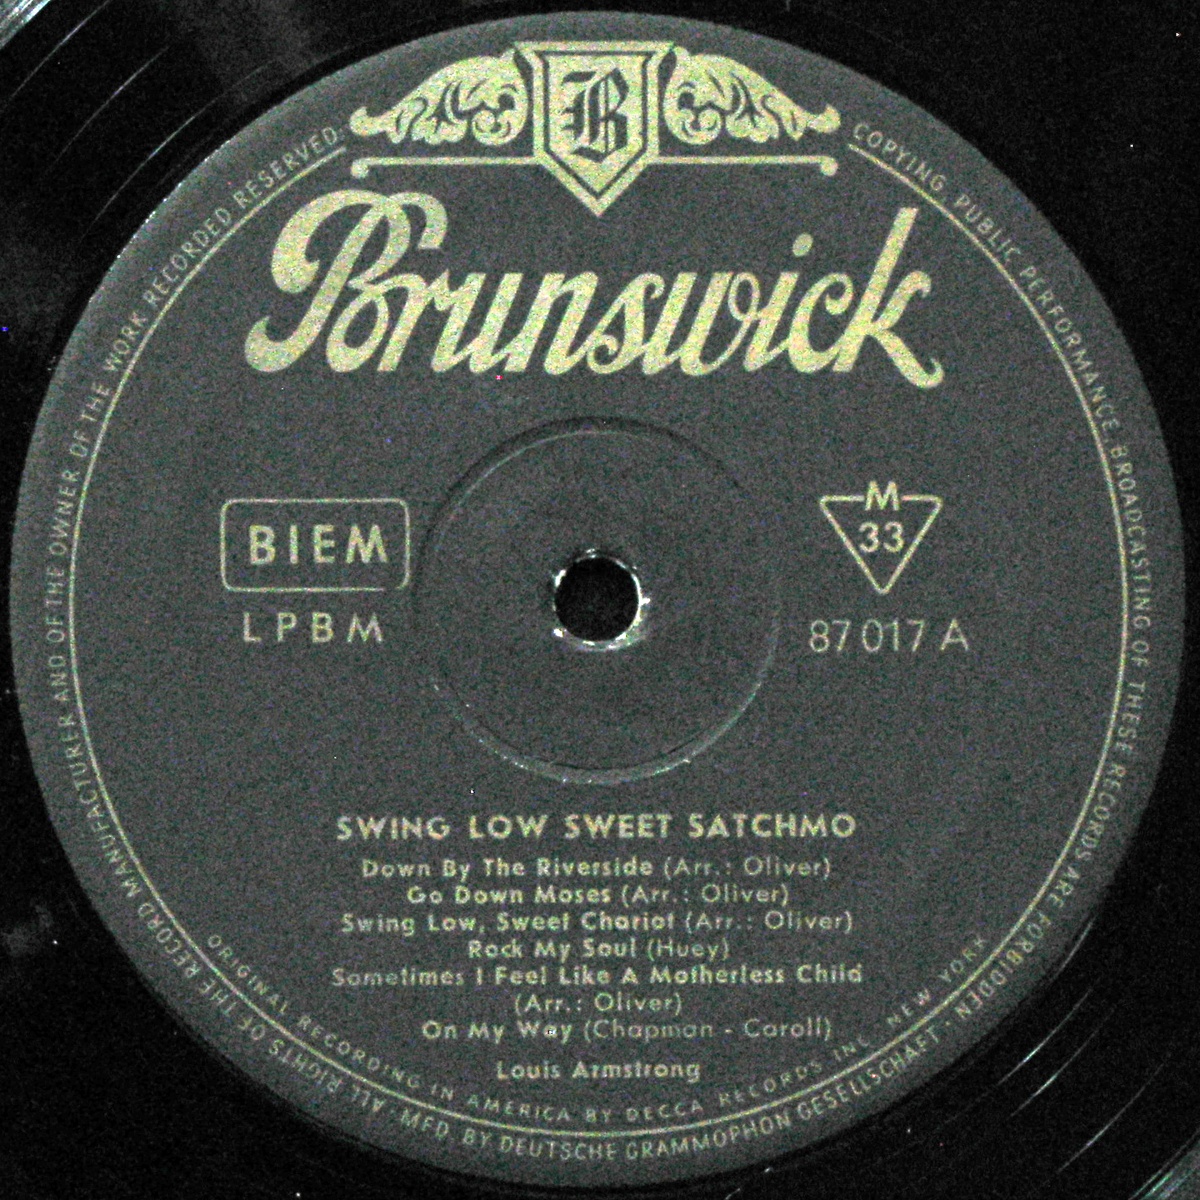 B
Brunswick
BIEM
LPBM
M
33
87 017 A
SWING LOW SWEET SATCHMO
Down By The Riverside (Arr.: Oliver)
Go Down Moses (Arr.: Oliver)
Swing Low, Sweet Chariot (Arr.: Oliver)
Rock My Soul (Huey)
Sometimes I Feel Like A Motherless Child
(Arr.: Oliver)
On My Way (Chapman - Caroll)
Louis Armstrong
ORIGINAL RECORDING IN AMERICA BY DECCA RECORDS INC. NEW YORK
MFD. BY DEUTSCHE GRAMMOPHON GESELLSCHAFT · ALL RIGHTS OF THE RECORD MANUFACTURER AND OF THE OWNER OF THE WORK RECORDED RESERVED.
COPYING PUBLIC PERFORMANCE BROADCASTING OF THESE RECORDS ARE FORBIDDEN ·